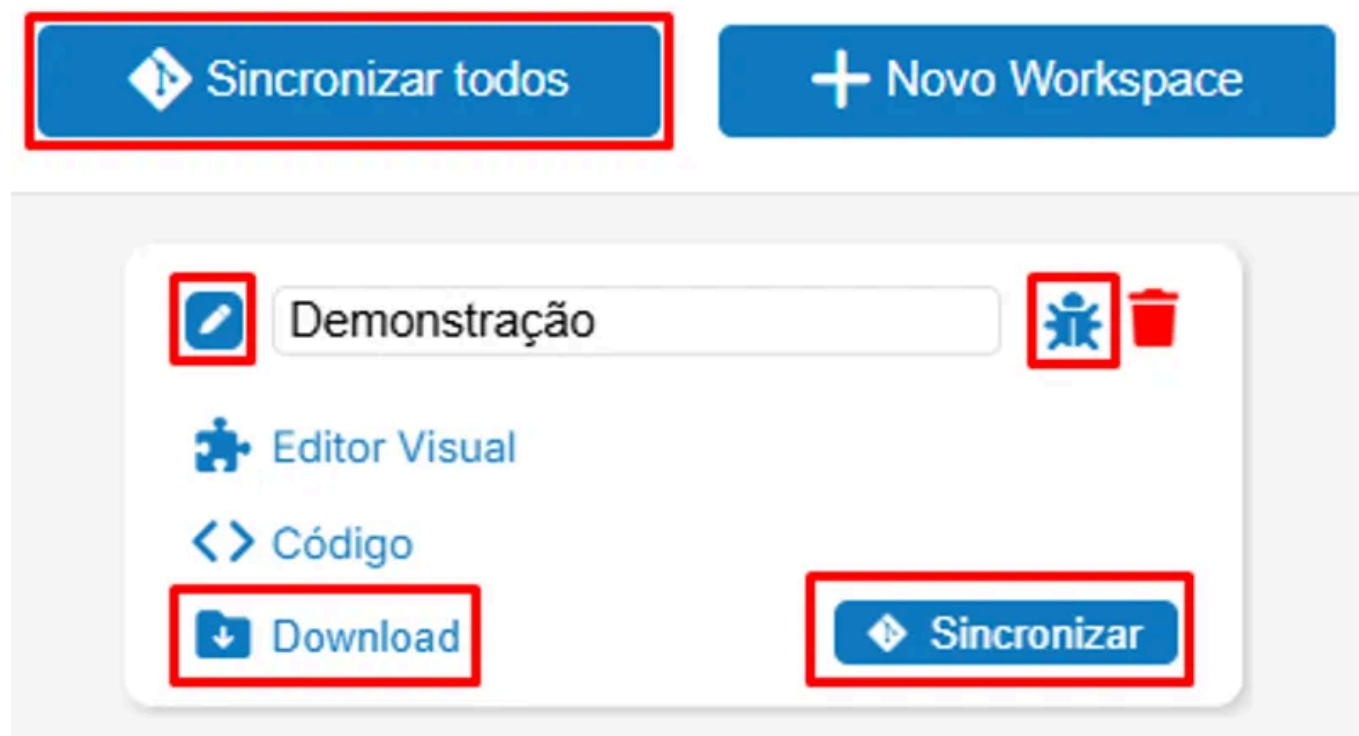 Sincronizar todos
Novo Workspace
Demonstração
Editor Visual
Código
Download
Sincronizar